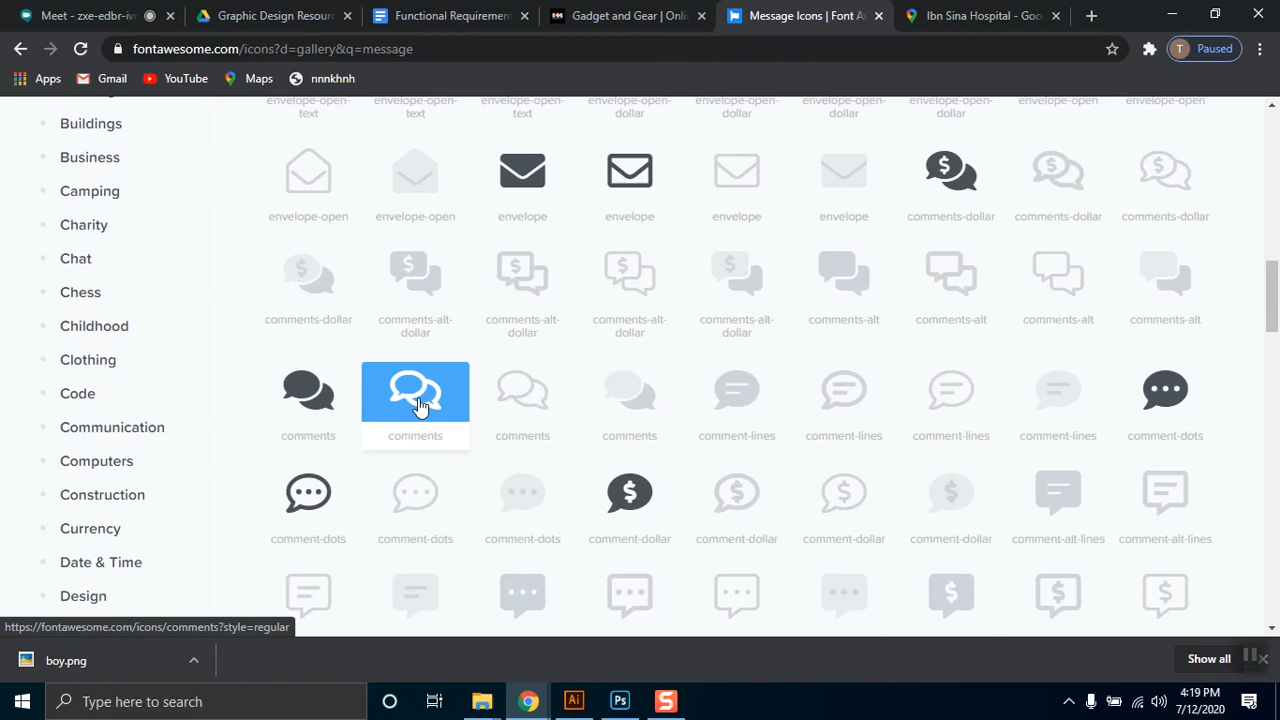 Meet - zxe-edbr-iv
Graphic Design Resour
Functional Requirement
Gadget and Gear | Onli
Message Icons | Font Aw
Ibn Sina Hospital - Goo
fontawesome.com/icons?d=gallery&q=message
T Paused
Apps Gmail YouTube Maps nnnkhnh
Buildings
Business
Camping
Charity
Chat
Chess
Childhood
Clothing
Code
Communication
Computers
Construction
Currency
Date & Time
Design
envelope-open-text envelope-open-text envelope-open-text envelope-open-dollar envelope-open-dollar envelope-open-dollar envelope-open-dollar envelope-open envelope-open
envelope-open envelope-open envelope envelope envelope envelope comments-dollar comments-dollar comments-dollar
comments-dollar comments-alt-dollar comments-alt-dollar comments-alt-dollar comments-alt-dollar comments-alt comments-alt comments-alt comments-alt
comments comments comments comments comment-lines comment-lines comment-lines comment-lines comment-dots
comment-dots comment-dots comment-dots comment-dollar comment-dollar comment-dollar comment-dollar comment-alt-lines comment-alt-lines
https://fontawesome.com/icons/comments?style=regular
boy.png
Show all
Type here to search
Ai Ps S
4:19 PM
7/12/2020